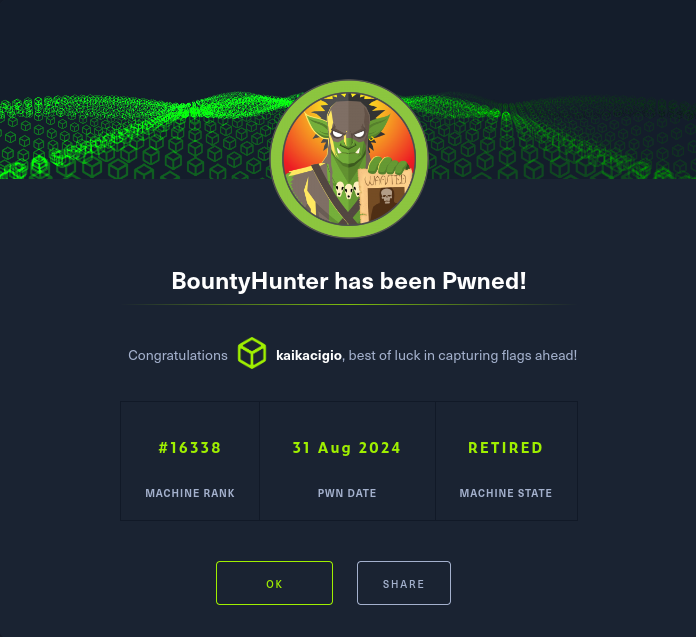 WANTED
BountyHunter has been Pwned!
Congratulations kaikacigio, best of luck in capturing flags ahead!
#16338 31 Aug 2024 RETIRED
MACHINE RANK PWN DATE MACHINE STATE
OK SHARE